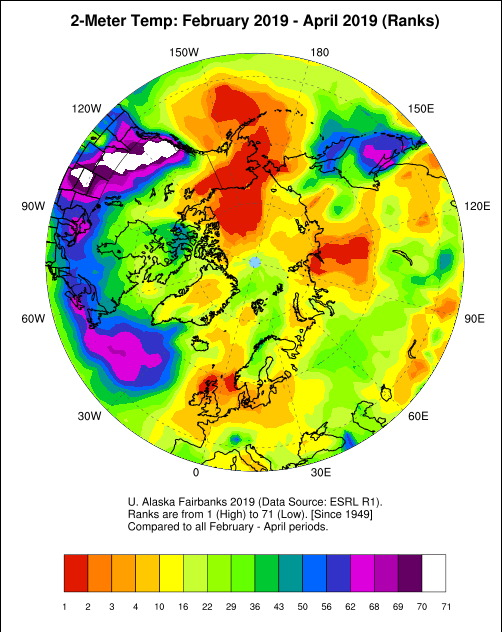 2-Meter Temp: February 2019 - April 2019 (Ranks)
150W 180
120W 150E
90W 120E
60W 90E
30W 60E
0 30E
U. Alaska Fairbanks 2019 (Data Source: ESRL R1).
Ranks are from 1 (High) to 71 (Low). [Since 1949]
Compared to all February - April periods.
1 2 3 4 10 16 22 29 36 43 50 56 62 68 69 70 71